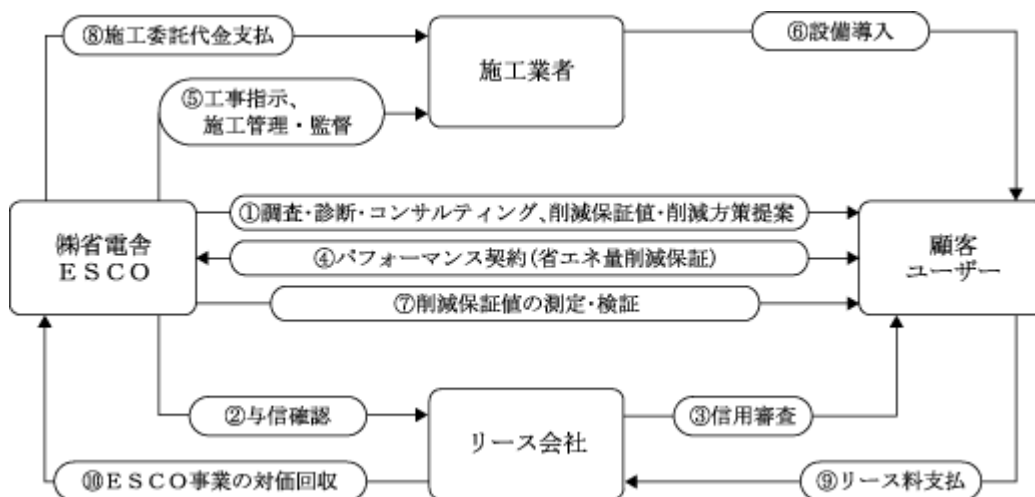 ⑧施工委託代金支払
施工業者
⑥設備導入
⑤工事指示、
施工管理・監督
㈱省電舎
ＥＳＣＯ
①調査・診断・コンサルティング、削減保証値・削減方策提案
④パフォーマンス契約(省エネ量削減保証)
⑦削減保証値の測定・検証
顧客
ユーザー
②与信確認
リース会社
③信用審査
⑩ＥＳＣＯ事業の対価回収
⑨リース料支払